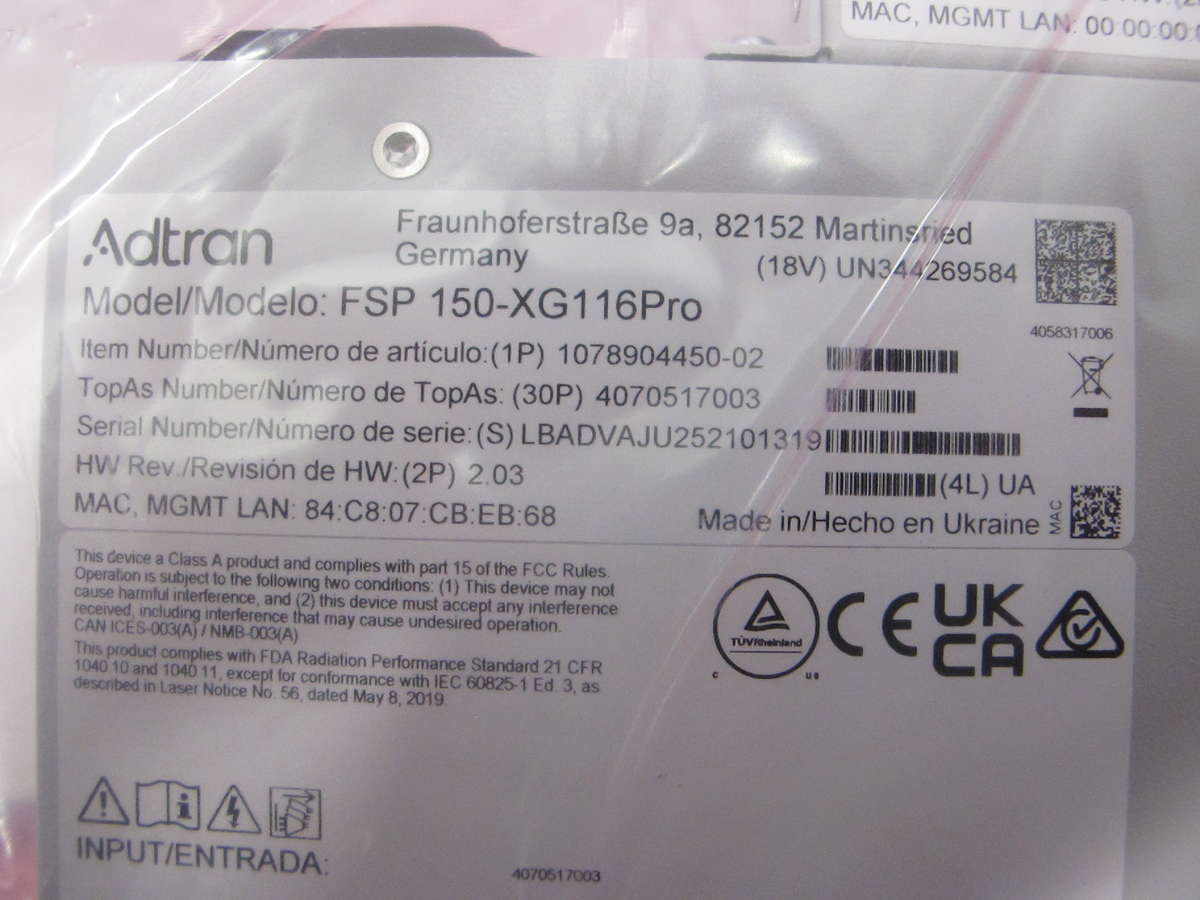 MAC, MGMT LAN: 00:00:00:0
Adtran
Fraunhoferstraße 9a, 82152 Martinsried
Germany
(18V) UN344269584
Model/Modelo: FSP 150-XG116Pro
4058317006
Item Number/Número de artículo:(1P) 1078904450-02
TopAs Number/Número de TopAs: (30P) 4070517003
Serial Number/Número de serie:(S) LBADVAJU252101319
HW Rev./Revisión de HW:(2P) 2.03
(4L) UA
MAC, MGMT LAN: 84:C8:07:CB:EB:68
Made in/Hecho en Ukraine
MAC
This device a Class A product and complies with part 15 of the FCC Rules.
Operation is subject to the following two conditions: (1) This device may not
cause harmful interference, and (2) this device must accept any interference
received, including interference that may cause undesired operation.
CAN ICES-003(A) / NMB-003(A)
This product complies with FDA Radiation Performance Standard 21 CFR
1040.10 and 1040.11, except for conformance with IEC 60825-1 Ed. 3, as
described in Laser Notice No. 56, dated May 8, 2019.
TÜVRheinland
C US
CE
UK
CA
INPUT/ENTRADA:
4070517003